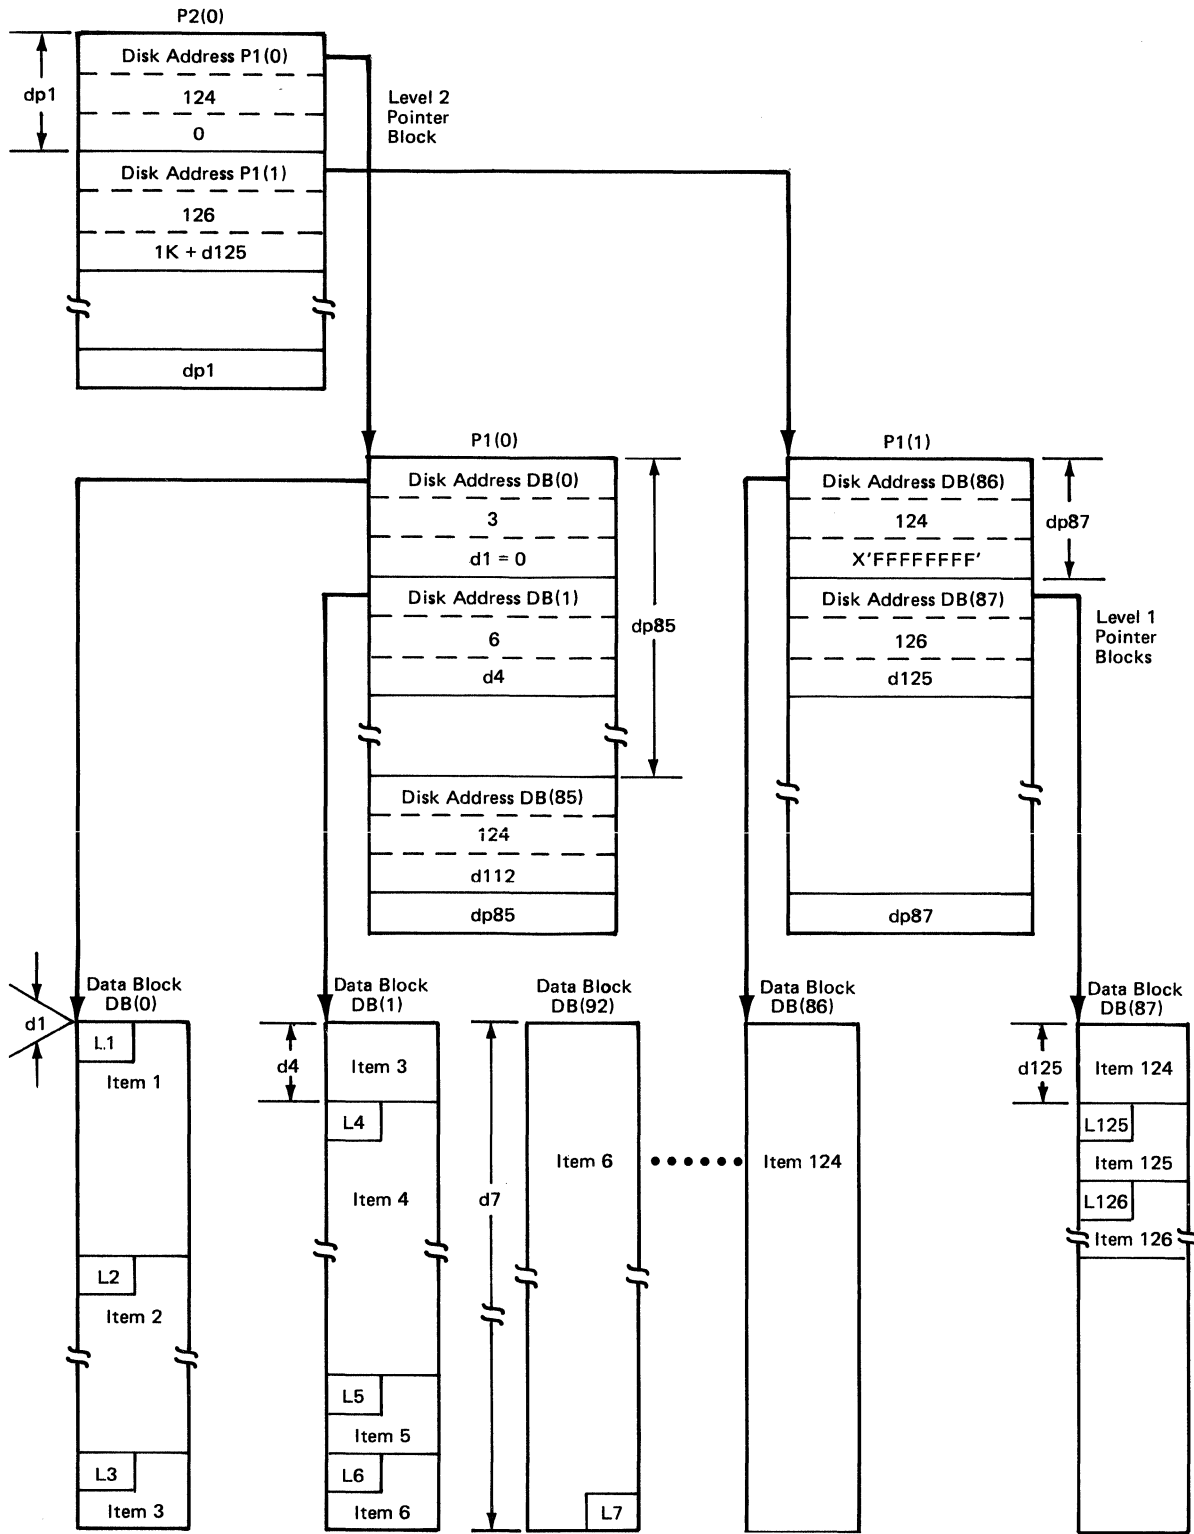 P2(0)
Disk Address P1(0)
124
0
dp1
Level 2
Pointer
Block
Disk Address P1(1)
126
1K + d125
dp1
P1(0)
Disk Address DB(0)
3
d1 = 0
Disk Address DB(1)
6
d4
dp85
Disk Address DB(85)
124
d112
dp85
P1(1)
Disk Address DB(86)
124
X'FFFFFFFF'
dp87
Disk Address DB(87)
126
d125
Level 1
Pointer
Blocks
dp87
Data Block
DB(0)
d1
L1
Item 1
L2
Item 2
L3
Item 3
Data Block
DB(1)
d4
Item 3
L4
Item 4
L5
Item 5
L6
Item 6
Data Block
DB(92)
d7
Item 6
L7
Data Block
DB(86)
Item 124
Data Block
DB(87)
d125
Item 124
L125
Item 125
L126
Item 126